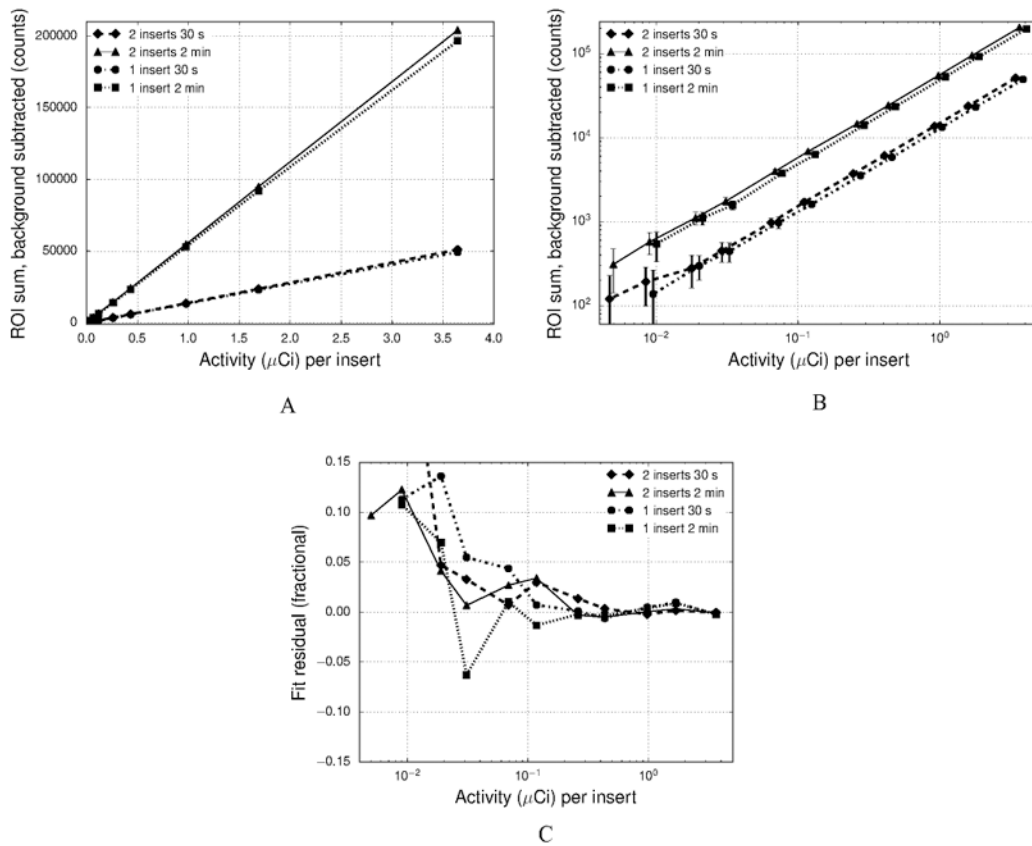 200000
150000
100000
50000
0
0.0 0.5 1.0 1.5 2.0 2.5 3.0 3.5 4.0
ROI sum, background subtracted (counts)
Activity (μCi) per insert
2 inserts 30 s
2 inserts 2 min
1 insert 30 s
1 insert 2 min
A
10^5
10^4
10^3
10^2
10^-2 10^-1 10^0
ROI sum, background subtracted (counts)
Activity (μCi) per insert
2 inserts 30 s
2 inserts 2 min
1 insert 30 s
1 insert 2 min
B
0.15
0.10
0.05
0.00
−0.05
−0.10
−0.15
10^-2 10^-1 10^0
Fit residual (fractional)
Activity (μCi) per insert
2 inserts 30 s
2 inserts 2 min
1 insert 30 s
1 insert 2 min
C